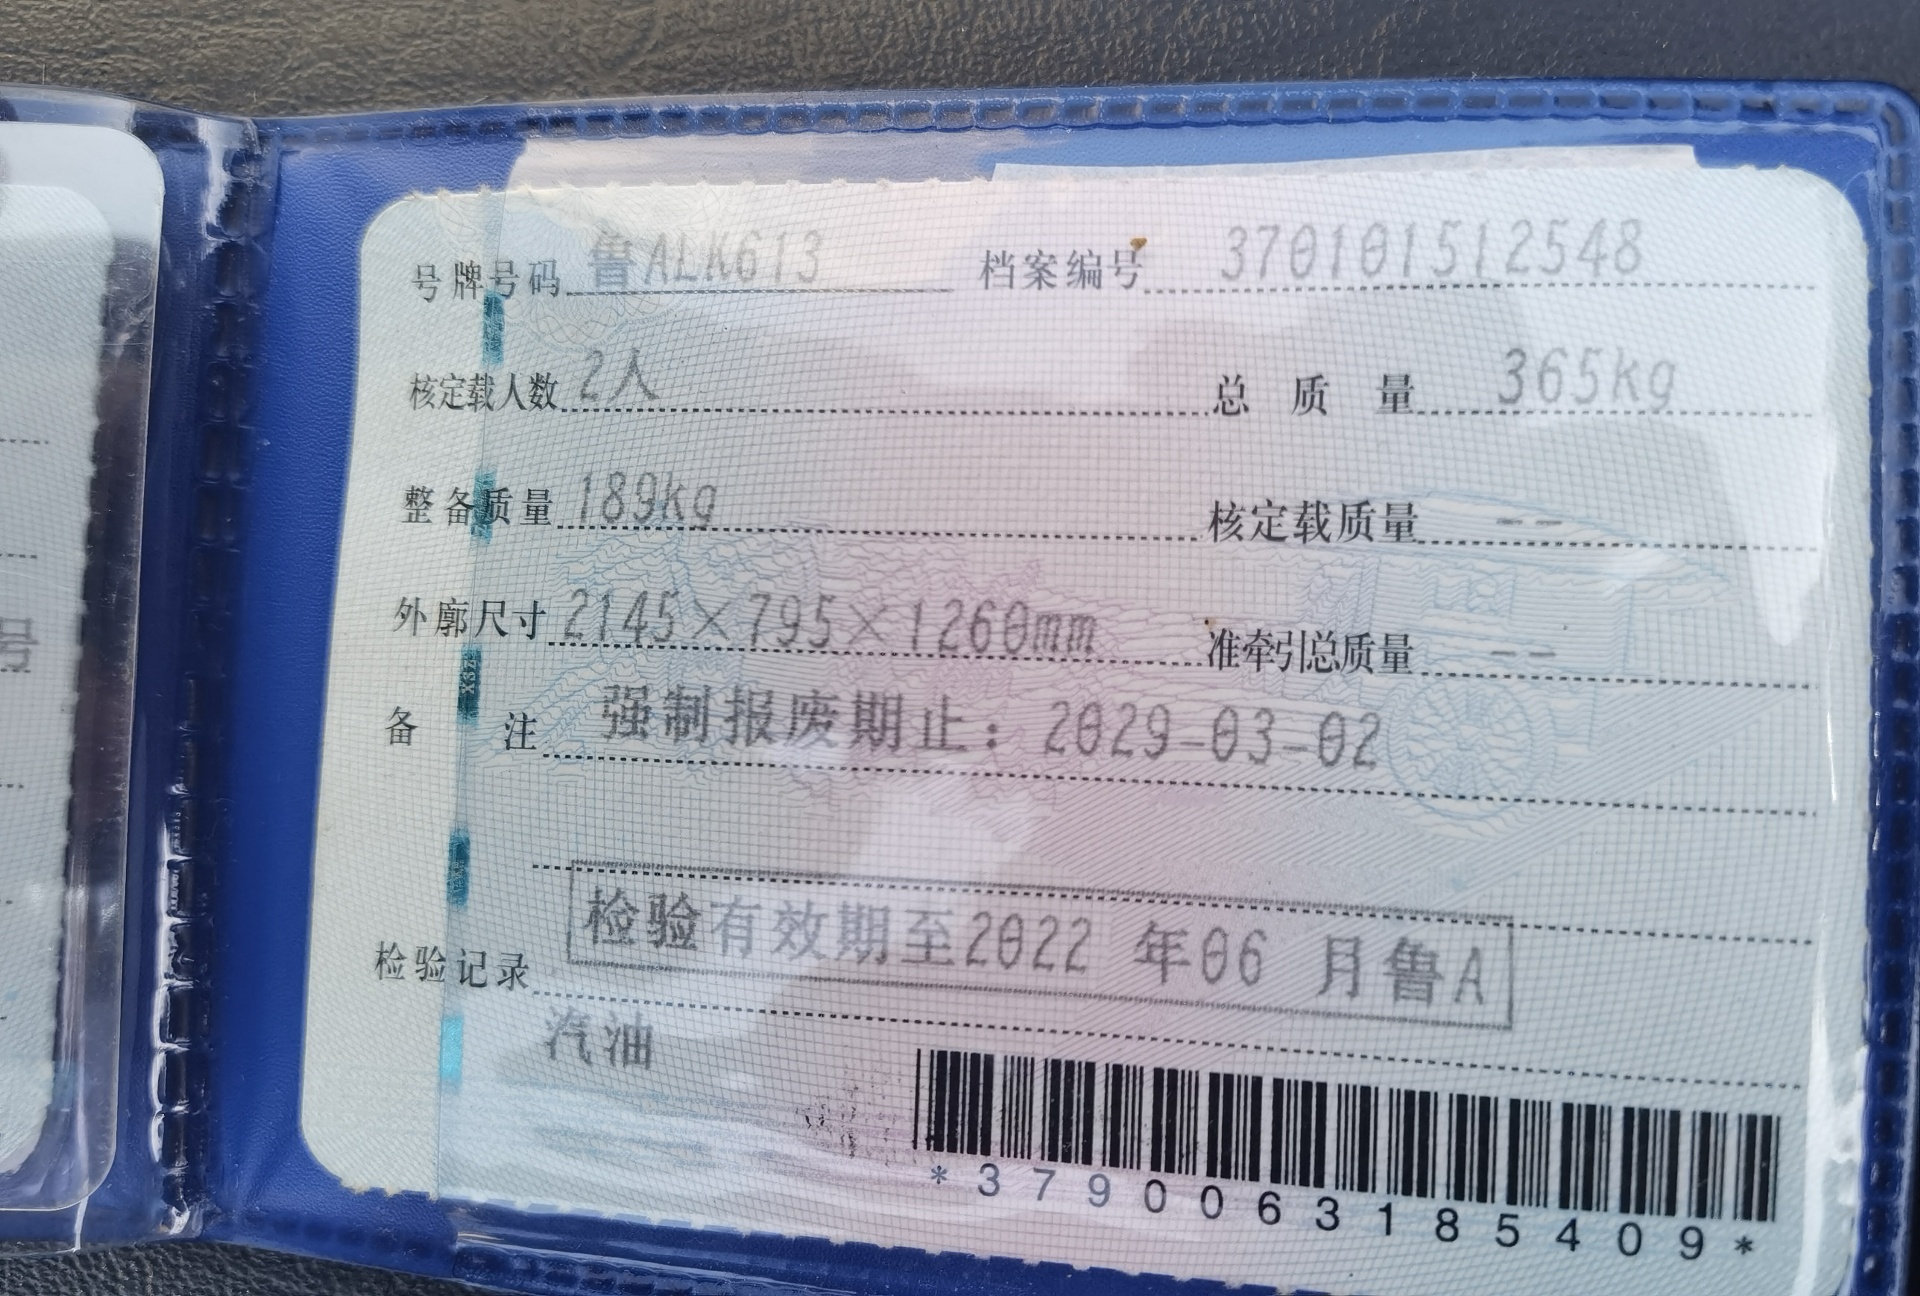 号牌号码 鲁ALK613 档案编号 370101512548
核定载人数 2人 总质量 365kg
整备质量 189kg 核定载质量 --
外廓尺寸 2145×795×1260mm 准牵引总质量 --
备注 强制报废期止：2029-03-02
检验记录 检验有效期至2022 年06 月鲁A
汽油
*3790063185409*
号